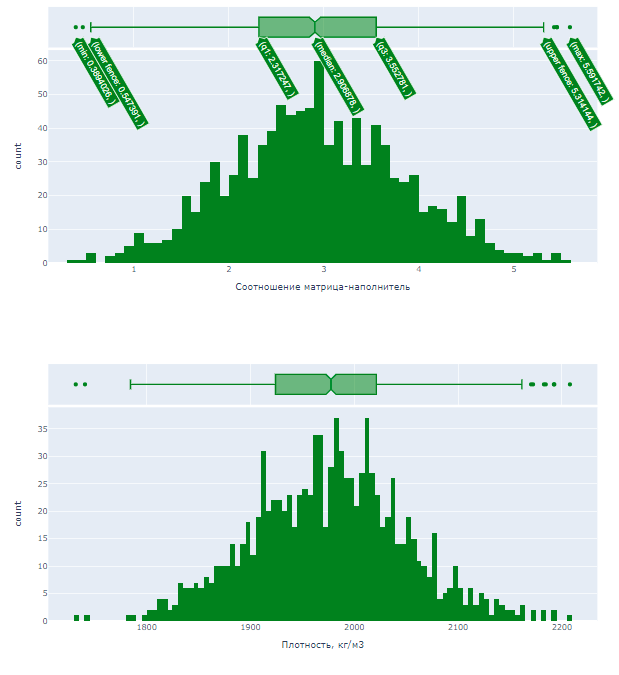 (min: 0.3894026, )
(lower fence: 0.547391, )
(q1: 2.317247, )
(median: 2.906878, )
(q3: 3.552781, )
(upper fence: 5.314144, )
(max: 5.591742, )
60
50
40
30
20
10
0
count
1 2 3 4 5
Соотношение матрица-наполнитель
35
30
25
20
15
10
5
0
count
1800 1900 2000 2100 2200
Плотность, кг/м3